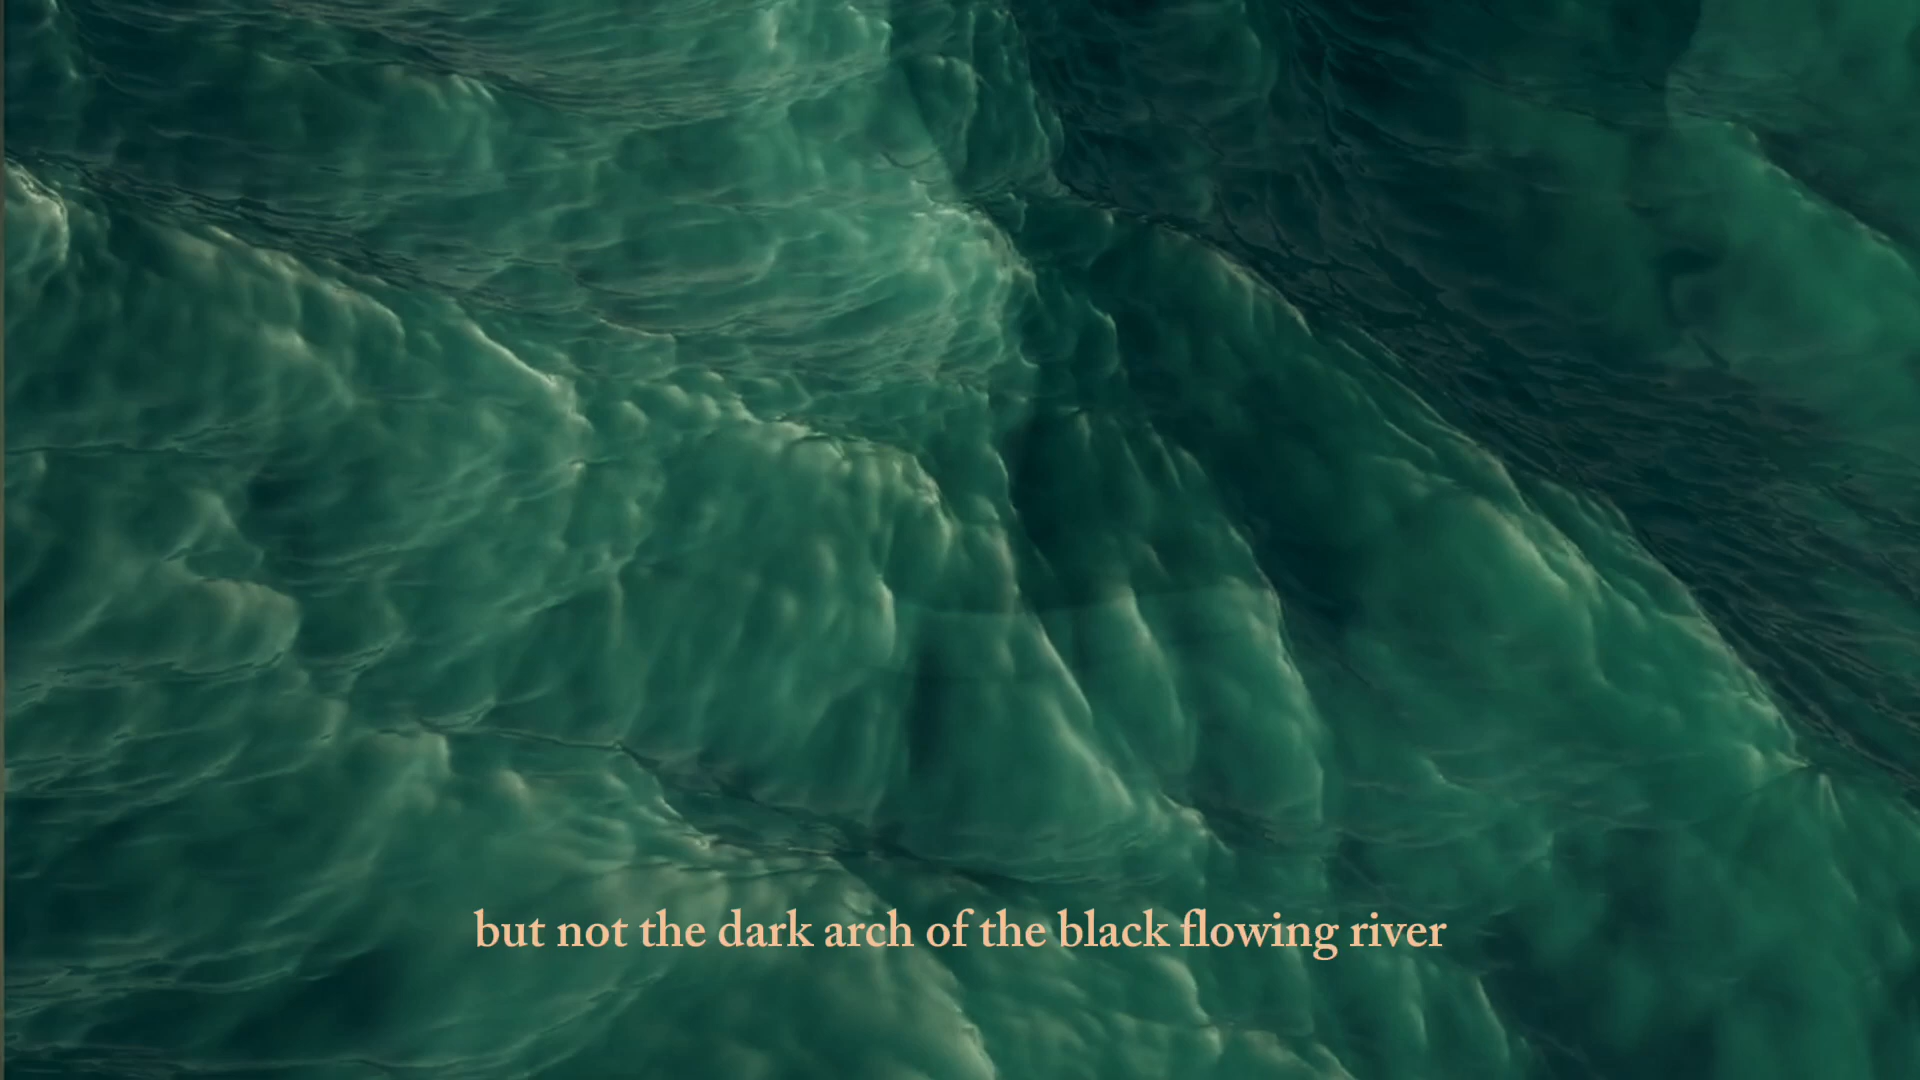 but not the dark arch of the black flowing river